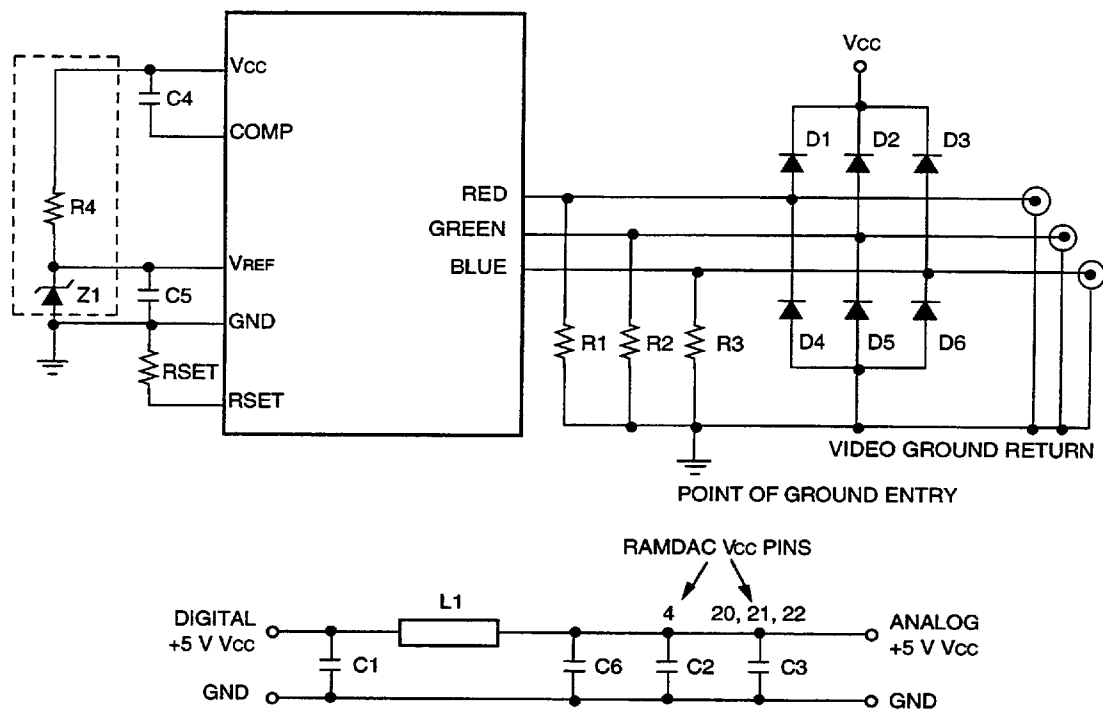 Vcc
C4
COMP
R4
VREF
Z1
C5
GND
RSET
RSET
RED
GREEN
BLUE
Vcc
D1
D2
D3
R1
R2
R3
D4
D5
D6
VIDEO GROUND RETURN
POINT OF GROUND ENTRY
RAMDAC Vcc PINS
DIGITAL
+5 V Vcc
L1
4
20, 21, 22
ANALOG
+5 V Vcc
C1
C6
C2
C3
GND
GND